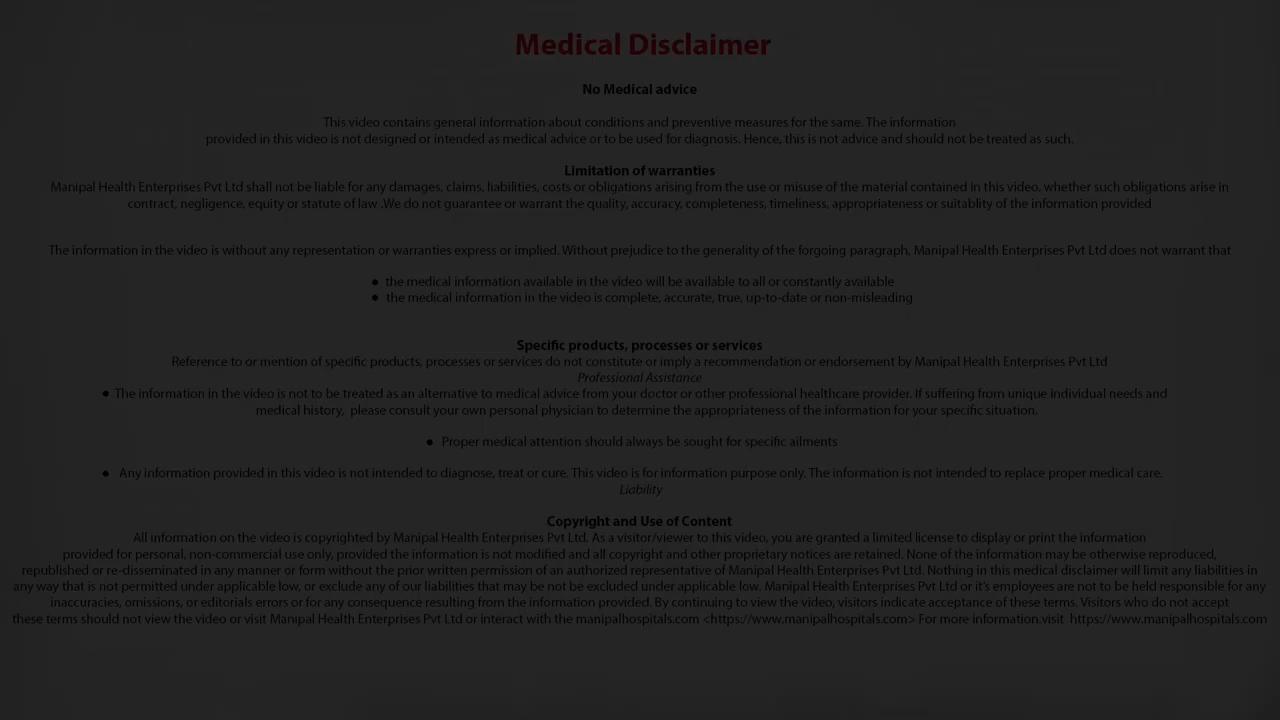 Medical Disclaimer
No Medical advice
This video contains general information about conditions and preventive measures for the same. The information
provided in this video is not designed or intended as medical advice or to be used for diagnosis. Hence, this is not advice and should not be treated as such.
Limitation of warranties
Manipal Health Enterprises Pvt Ltd shall not be liable for any damages, claims, liabilities, costs or obligations arising from the use or misuse of the material contained in this video, whether such obligations arise in
contract, negligence, equity or statute of law .We do not guarantee or warrant the quality, accuracy, completeness, timeliness, appropriateness or suitablity of the information provided
The information in the video is without any representation or warranties express or implied. Without prejudice to the generality of the forgoing paragraph, Manipal Health Enterprises Pvt Ltd does not warrant that
● the medical information available in the video will be available to all or constantly available
● the medical information in the video is complete, accurate, true, up-to-date or non-misleading
Specific products, processes or services
Reference to or mention of specific products, processes or services do not constitute or imply a recommendation or endorsement by Manipal Health Enterprises Pvt Ltd
Professional Assistance
● The information in the video is not to be treated as an alternative to medical advice from your doctor or other professional healthcare provider. If suffering from unique individual needs and
medical history, please consult your own personal physician to determine the appropriateness of the information for your specific situation.
● Proper medical attention should always be sought for specific ailments
● Any information provided in this video is not intended to diagnose, treat or cure. This video is for information purpose only. The information is not intended to replace proper medical care.
Liability
Copyright and Use of Content
All information on the video is copyrighted by Manipal Health Enterprises Pvt Ltd. As a visitor/viewer to this video, you are granted a limited license to display or print the information
provided for personal, non-commercial use only, provided the information is not modified and all copyright and other proprietary notices are retained. None of the information may be otherwise reproduced,
republished or re-disseminated in any manner or form without the prior written permission of an authorized representative of Manipal Health Enterprises Pvt Ltd. Nothing in this medical disclaimer will limit any liabilities in
any way that is not permitted under applicable low, or exclude any of our liabilities that may be not be excluded under applicable low. Manipal Health Enterprises Pvt Ltd or it's employees are not to be held responsible for any
inaccuracies, omissions, or editorials errors or for any consequence resulting from the information provided. By continuing to view the video, visitors indicate acceptance of these terms. Visitors who do not accept
these terms should not view the video or visit Manipal Health Enterprises Pvt Ltd or interact with the manipalhospitals.com <https://www.manipalhospitals.com> For more information.visit https://www.manipalhospitals.com